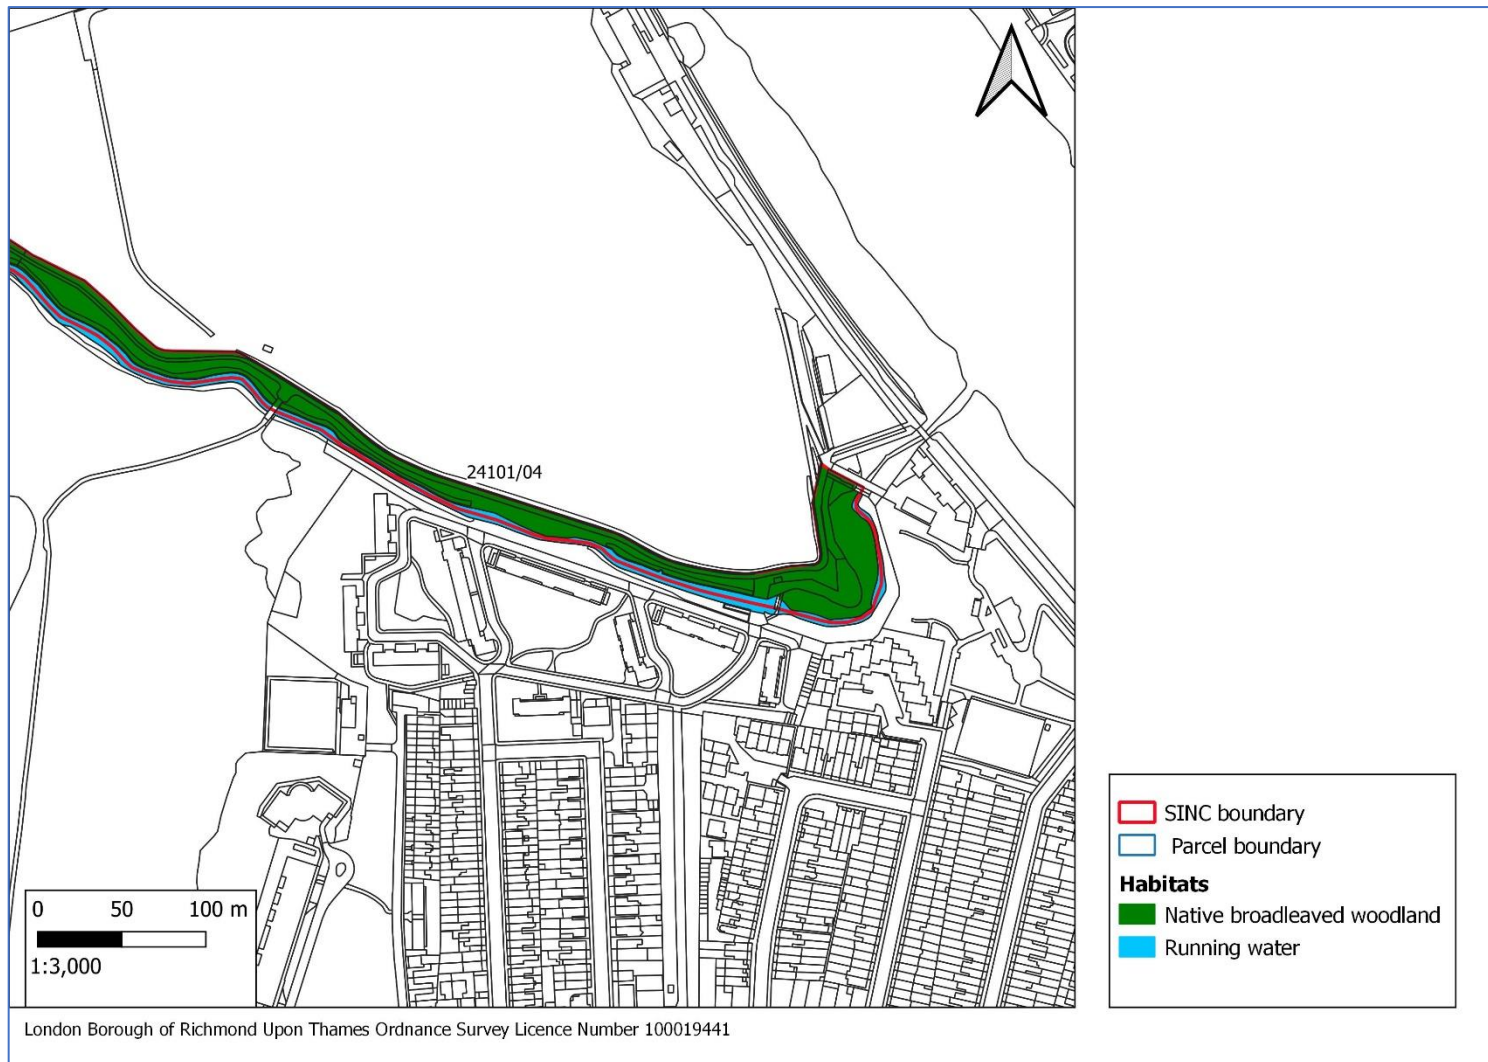 24101/04
0 50 100 m
1:3,000
SINC boundary
Parcel boundary
Habitats
Native broadleaved woodland
Running water
London Borough of Richmond Upon Thames Ordnance Survey Licence Number 100019441